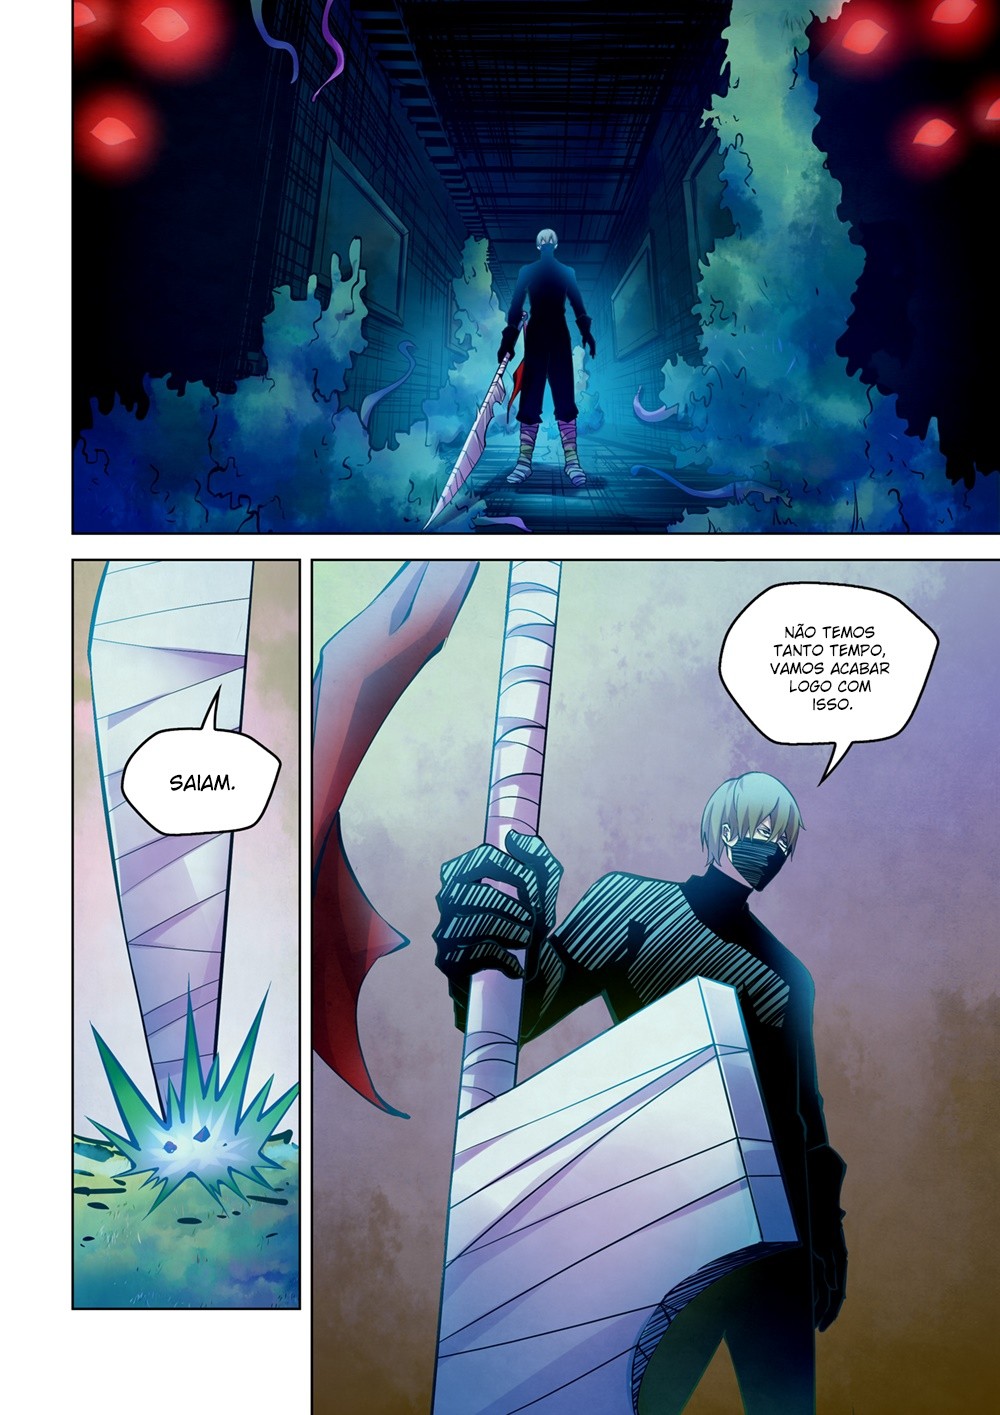 SAIAM.
NÃO TEMOS
TANTO TEMPO,
VAMOS ACABAR
LOGO COM
ISSO.